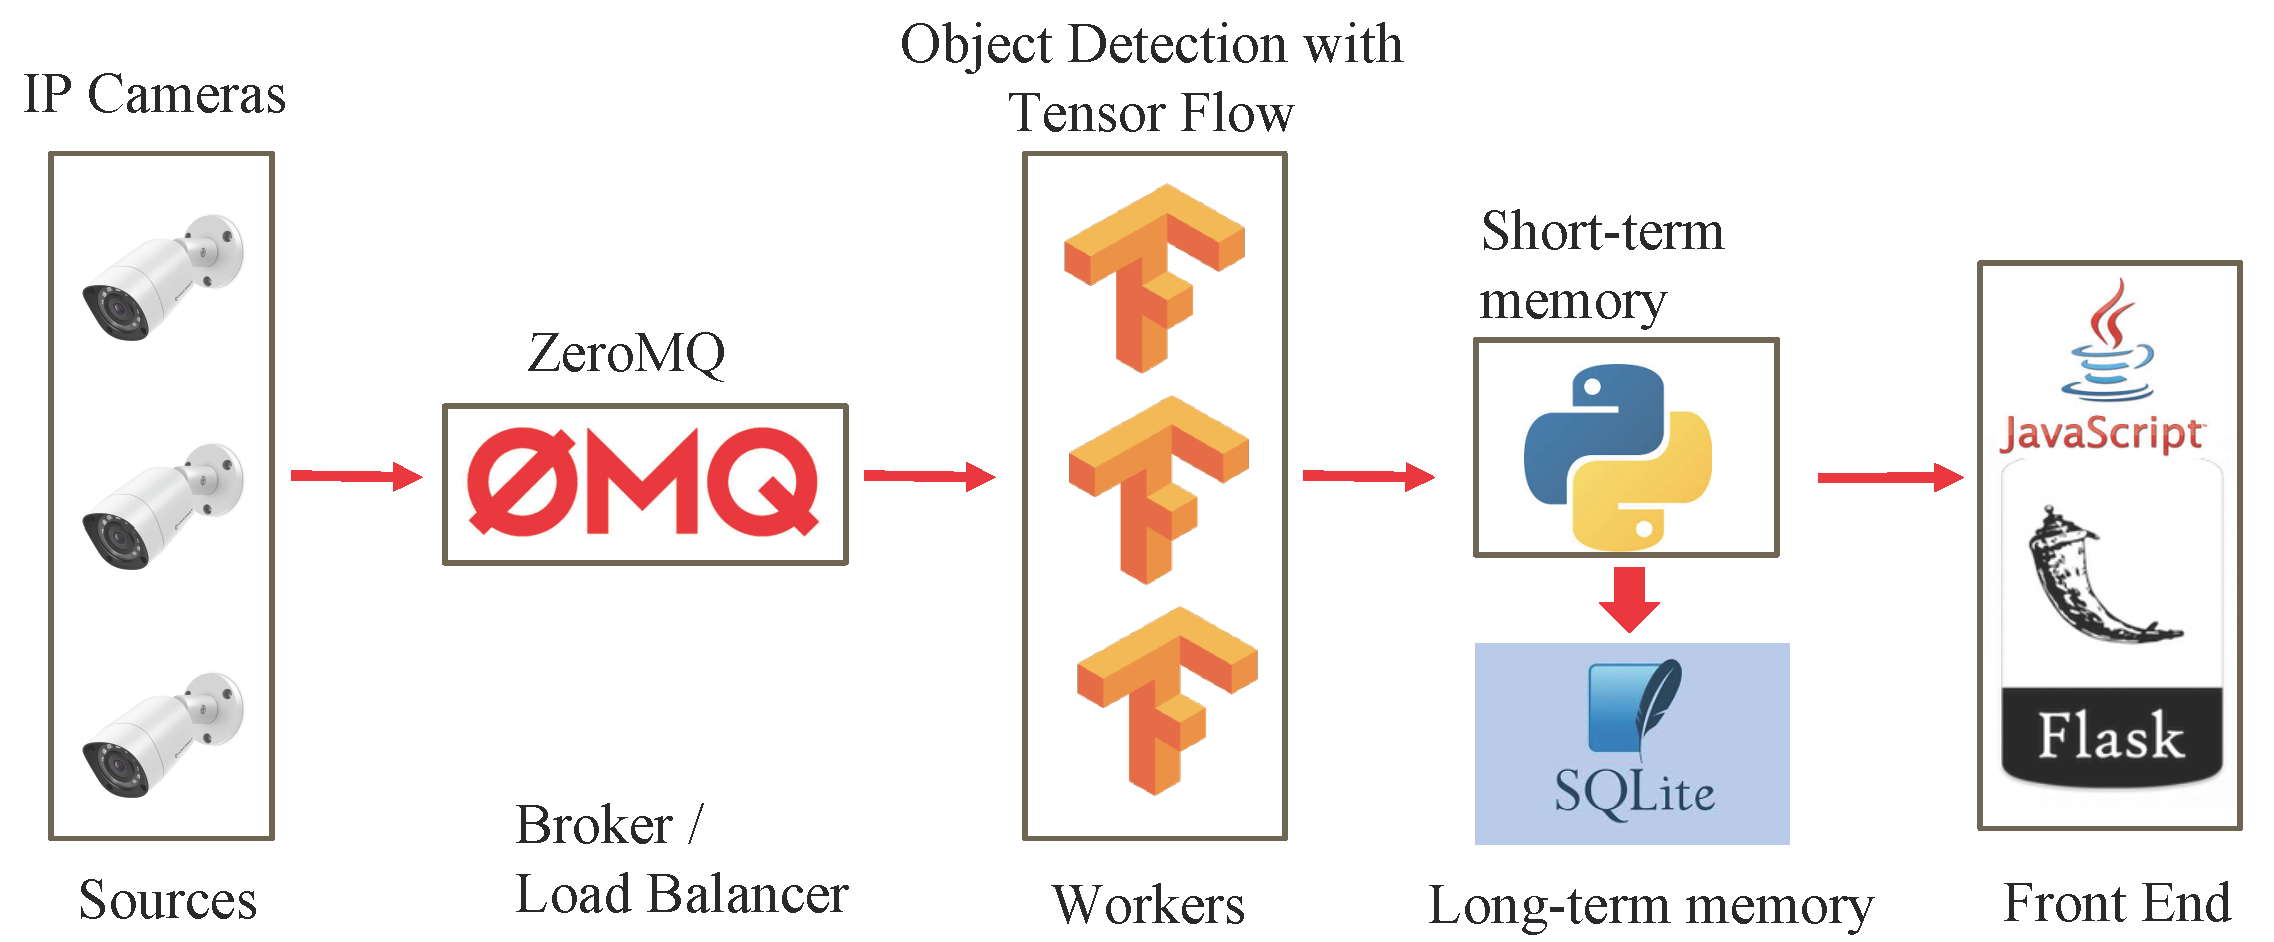 Object Detection with
Tensor Flow
IP Cameras
Short-term
memory
ZeroMQ
ØMQ
JavaScript
Flask
SQLite
Broker /
Load Balancer
Sources
Workers
Long-term memory
Front End